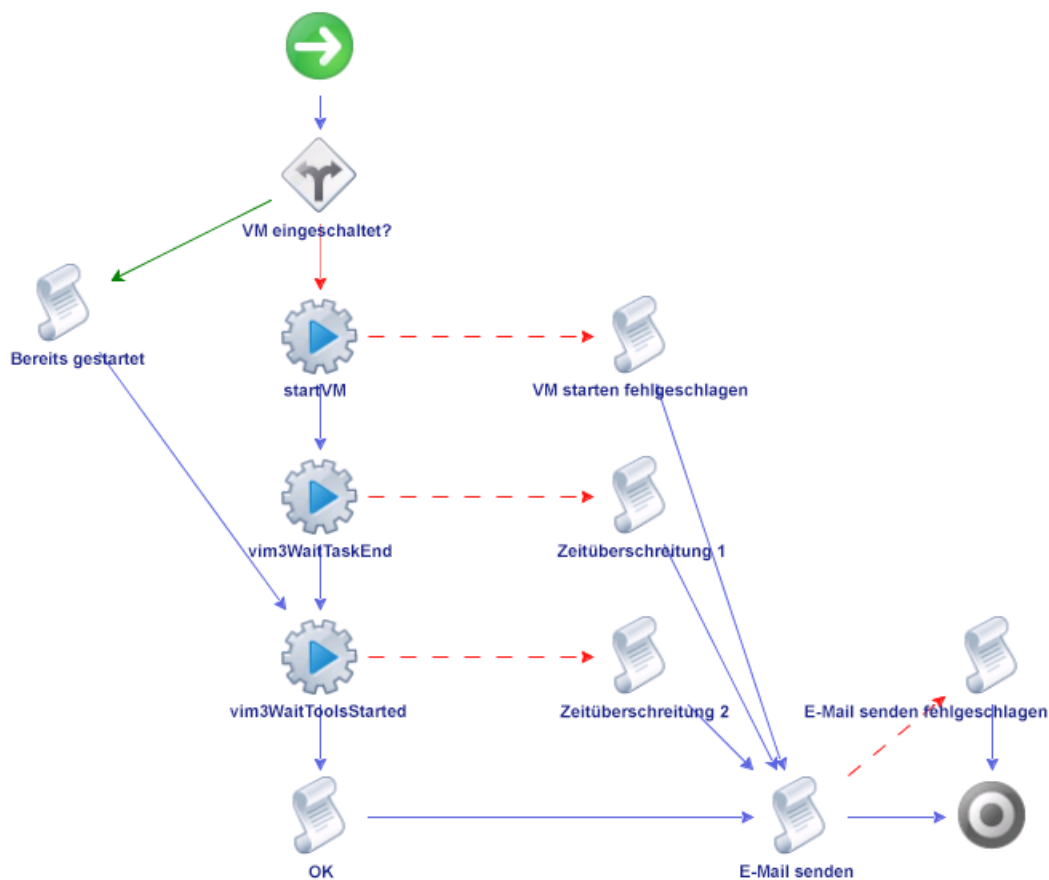 VM eingeschaltet?
Bereits gestartet
startVM
VM starten fehlgeschlagen
vim3WaitTaskEnd
Zeitüberschreitung 1
vim3WaitToolsStarted
Zeitüberschreitung 2
E-Mail senden fehlgeschlagen
OK
E-Mail senden